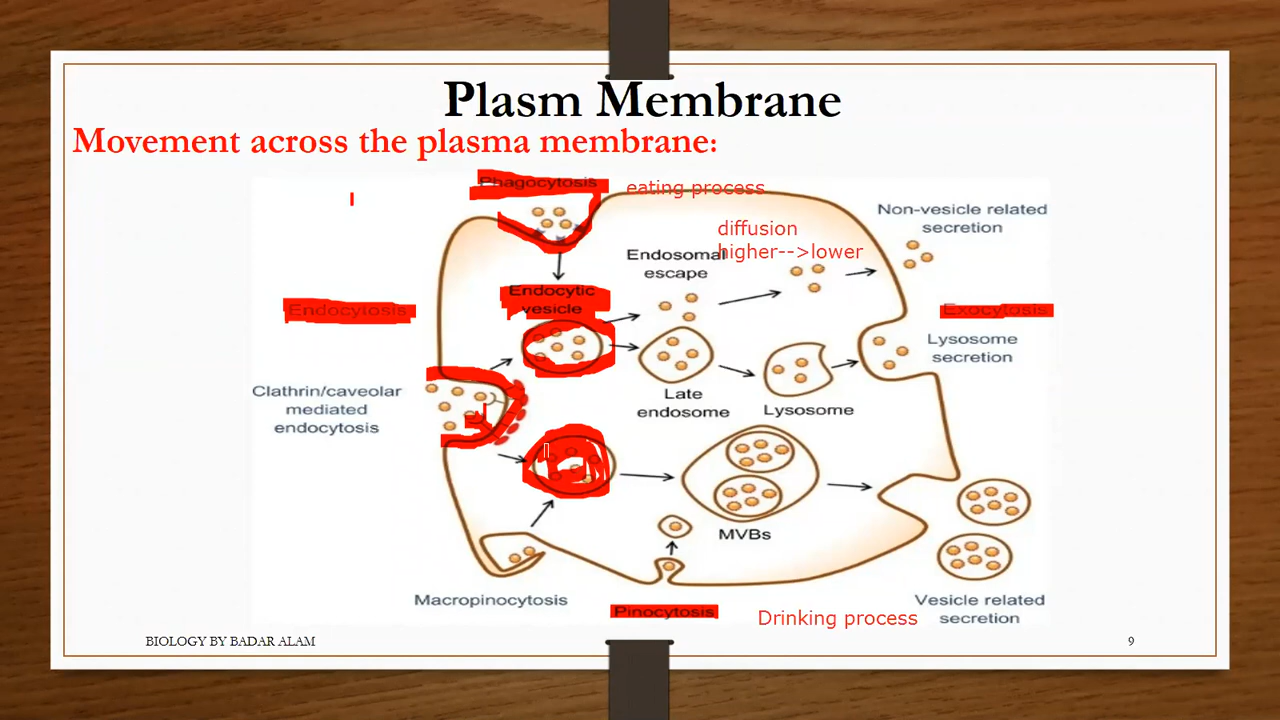 Plasm Membrane
Movement across the plasma membrane:
Phagocytosis
eating process
Non-vesicle related
secretion
diffusion
higher-->lower
Endosomal
escape
Endocytic
vesicle
Endocytosis
Exocytosis
Lysosome
secretion
Clathrin/caveolar
mediated
endocytosis
Late
endosome
Lysosome
MVBs
Macropinocytosis
Pinocytosis
Drinking process
Vesicle related
secretion
BIOLOGY BY BADAR ALAM
9